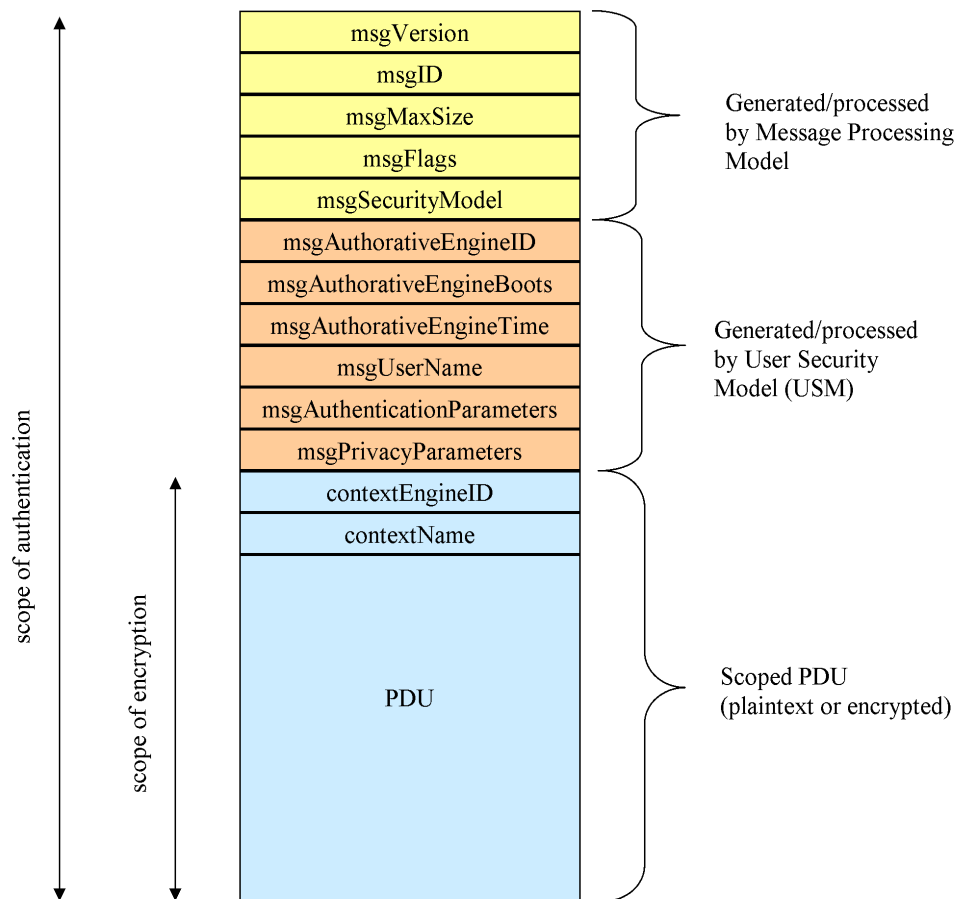 msgVersion
msgID
msgMaxSize
msgFlags
msgSecurityModel
msgAuthorativeEngineID
msgAuthorativeEngineBoots
msgAuthorativeEngineTime
msgUserName
msgAuthenticationParameters
msgPrivacyParameters
contextEngineID
contextName
PDU
Generated/processed
by Message Processing
Model
Generated/processed
by User Security
Model (USM)
Scoped PDU
(plaintext or encrypted)
scope of authentication
scope of encryption